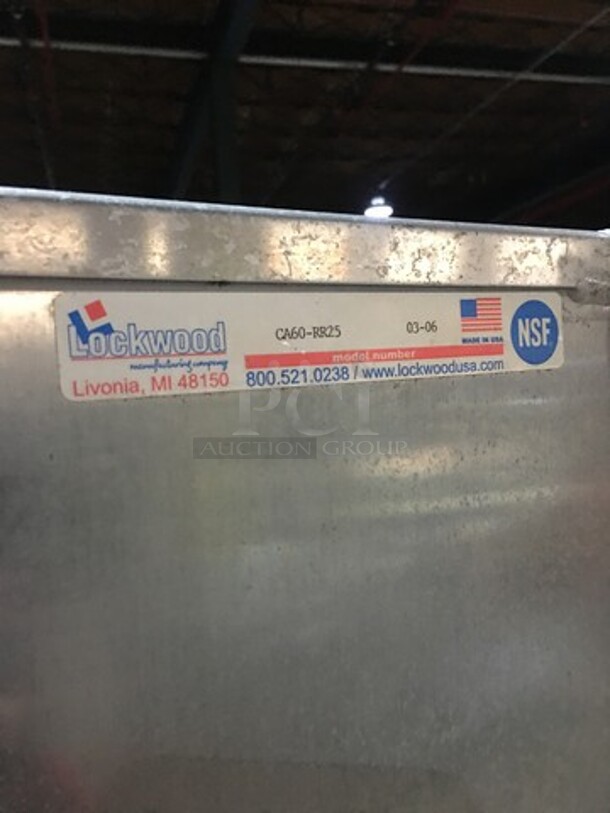 Lockwood
manufacturing company
Livonia, MI 48150
CA60-RR25 03-06
model number
800.521.0238 / www.lockwoodusa.com
MADE IN USA
NSF
PCI
AUCTION GROUP